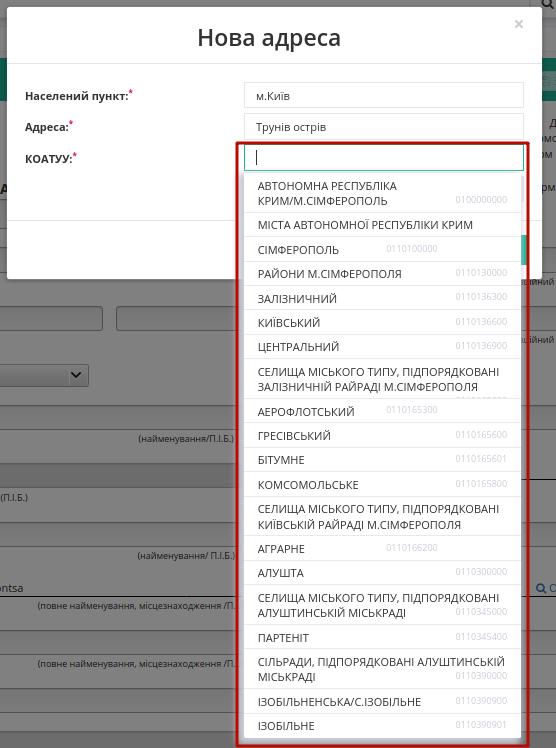 Нова адреса
×
Населений пункт:*
м.Київ
Адреса:*
Трунів острів
КОАТУУ:*
АВТОНОМНА РЕСПУБЛІКА
КРИМ/М.СІМФЕРОПОЛЬ 0100000000
МІСТА АВТОНОМНОЇ РЕСПУБЛІКИ КРИМ
СІМФЕРОПОЛЬ 0110100000
РАЙОНИ М.СІМФЕРОПОЛЯ 0110130000
ЗАЛІЗНИЧНИЙ 0110136300
КИЇВСЬКИЙ 0110136600
ЦЕНТРАЛЬНИЙ 0110136900
СЕЛИЩА МІСЬКОГО ТИПУ, ПІДПОРЯДКОВАНІ
ЗАЛІЗНИЧНІЙ РАЙРАДІ М.СІМФЕРОПОЛЯ
АЕРОФЛОТСЬКИЙ 0110165300
ГРЕСІВСЬКИЙ 0110165600
БІТУМНЕ 0110165601
КОМСОМОЛЬСЬКЕ 0110165800
СЕЛИЩА МІСЬКОГО ТИПУ, ПІДПОРЯДКОВАНІ
КИЇВСЬКІЙ РАЙРАДІ М.СІМФЕРОПОЛЯ
АГРАРНЕ 0110166200
АЛУШТА 0110300000
СЕЛИЩА МІСЬКОГО ТИПУ, ПІДПОРЯДКОВАНІ
АЛУШТИНСЬКІЙ МІСЬКРАДІ 0110345000
ПАРТЕНІТ 0110345400
СІЛЬРАДИ, ПІДПОРЯДКОВАНІ АЛУШТИНСЬКІЙ
МІСЬКРАДІ 0110390000
ІЗОБІЛЬНЕНСЬКА/С.ІЗОБІЛЬНЕ 0110390900
ІЗОБІЛЬНЕ 0110390901
(найменування/П.І.Б.)
(П.І.Б.)
(найменування/ П.І.Б.)
ontsa
(повне найменування, місцезнаходження /П.
(повне найменування, місцезнаходження /П.